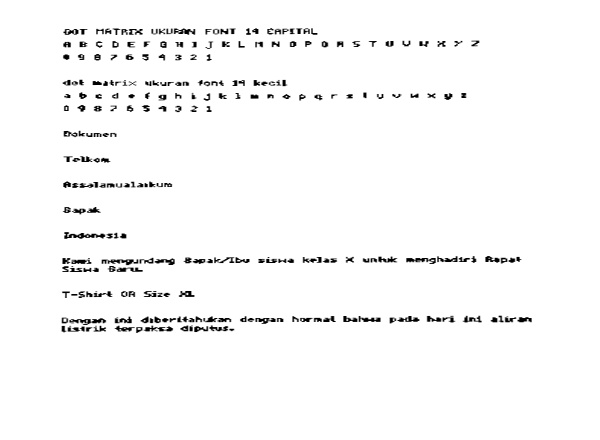 DOT MATRIX UKURAN FONT 14 CAPITAL
A B C D E F G H I J K L M N O P Q R S T U V W X Y Z
0 9 8 7 6 5 4 3 2 1
dot matrix ukuran font 14 kecil
a b c d e f g h i j k l m n o p q r s t u v w x y z
0 9 8 7 6 5 4 3 2 1
Dokumen
Telkom
Assalamualaikum
Bapak
Indonesia
Kami mengundang Bapak/Ibu siswa kelas X untuk menghadiri Rapat
Siswa Baru.
T-Shirt OR Size XL
Dengan ini diberitahukan dengan hormat bahwa pada hari ini aliran
listrik terpaksa diputus.